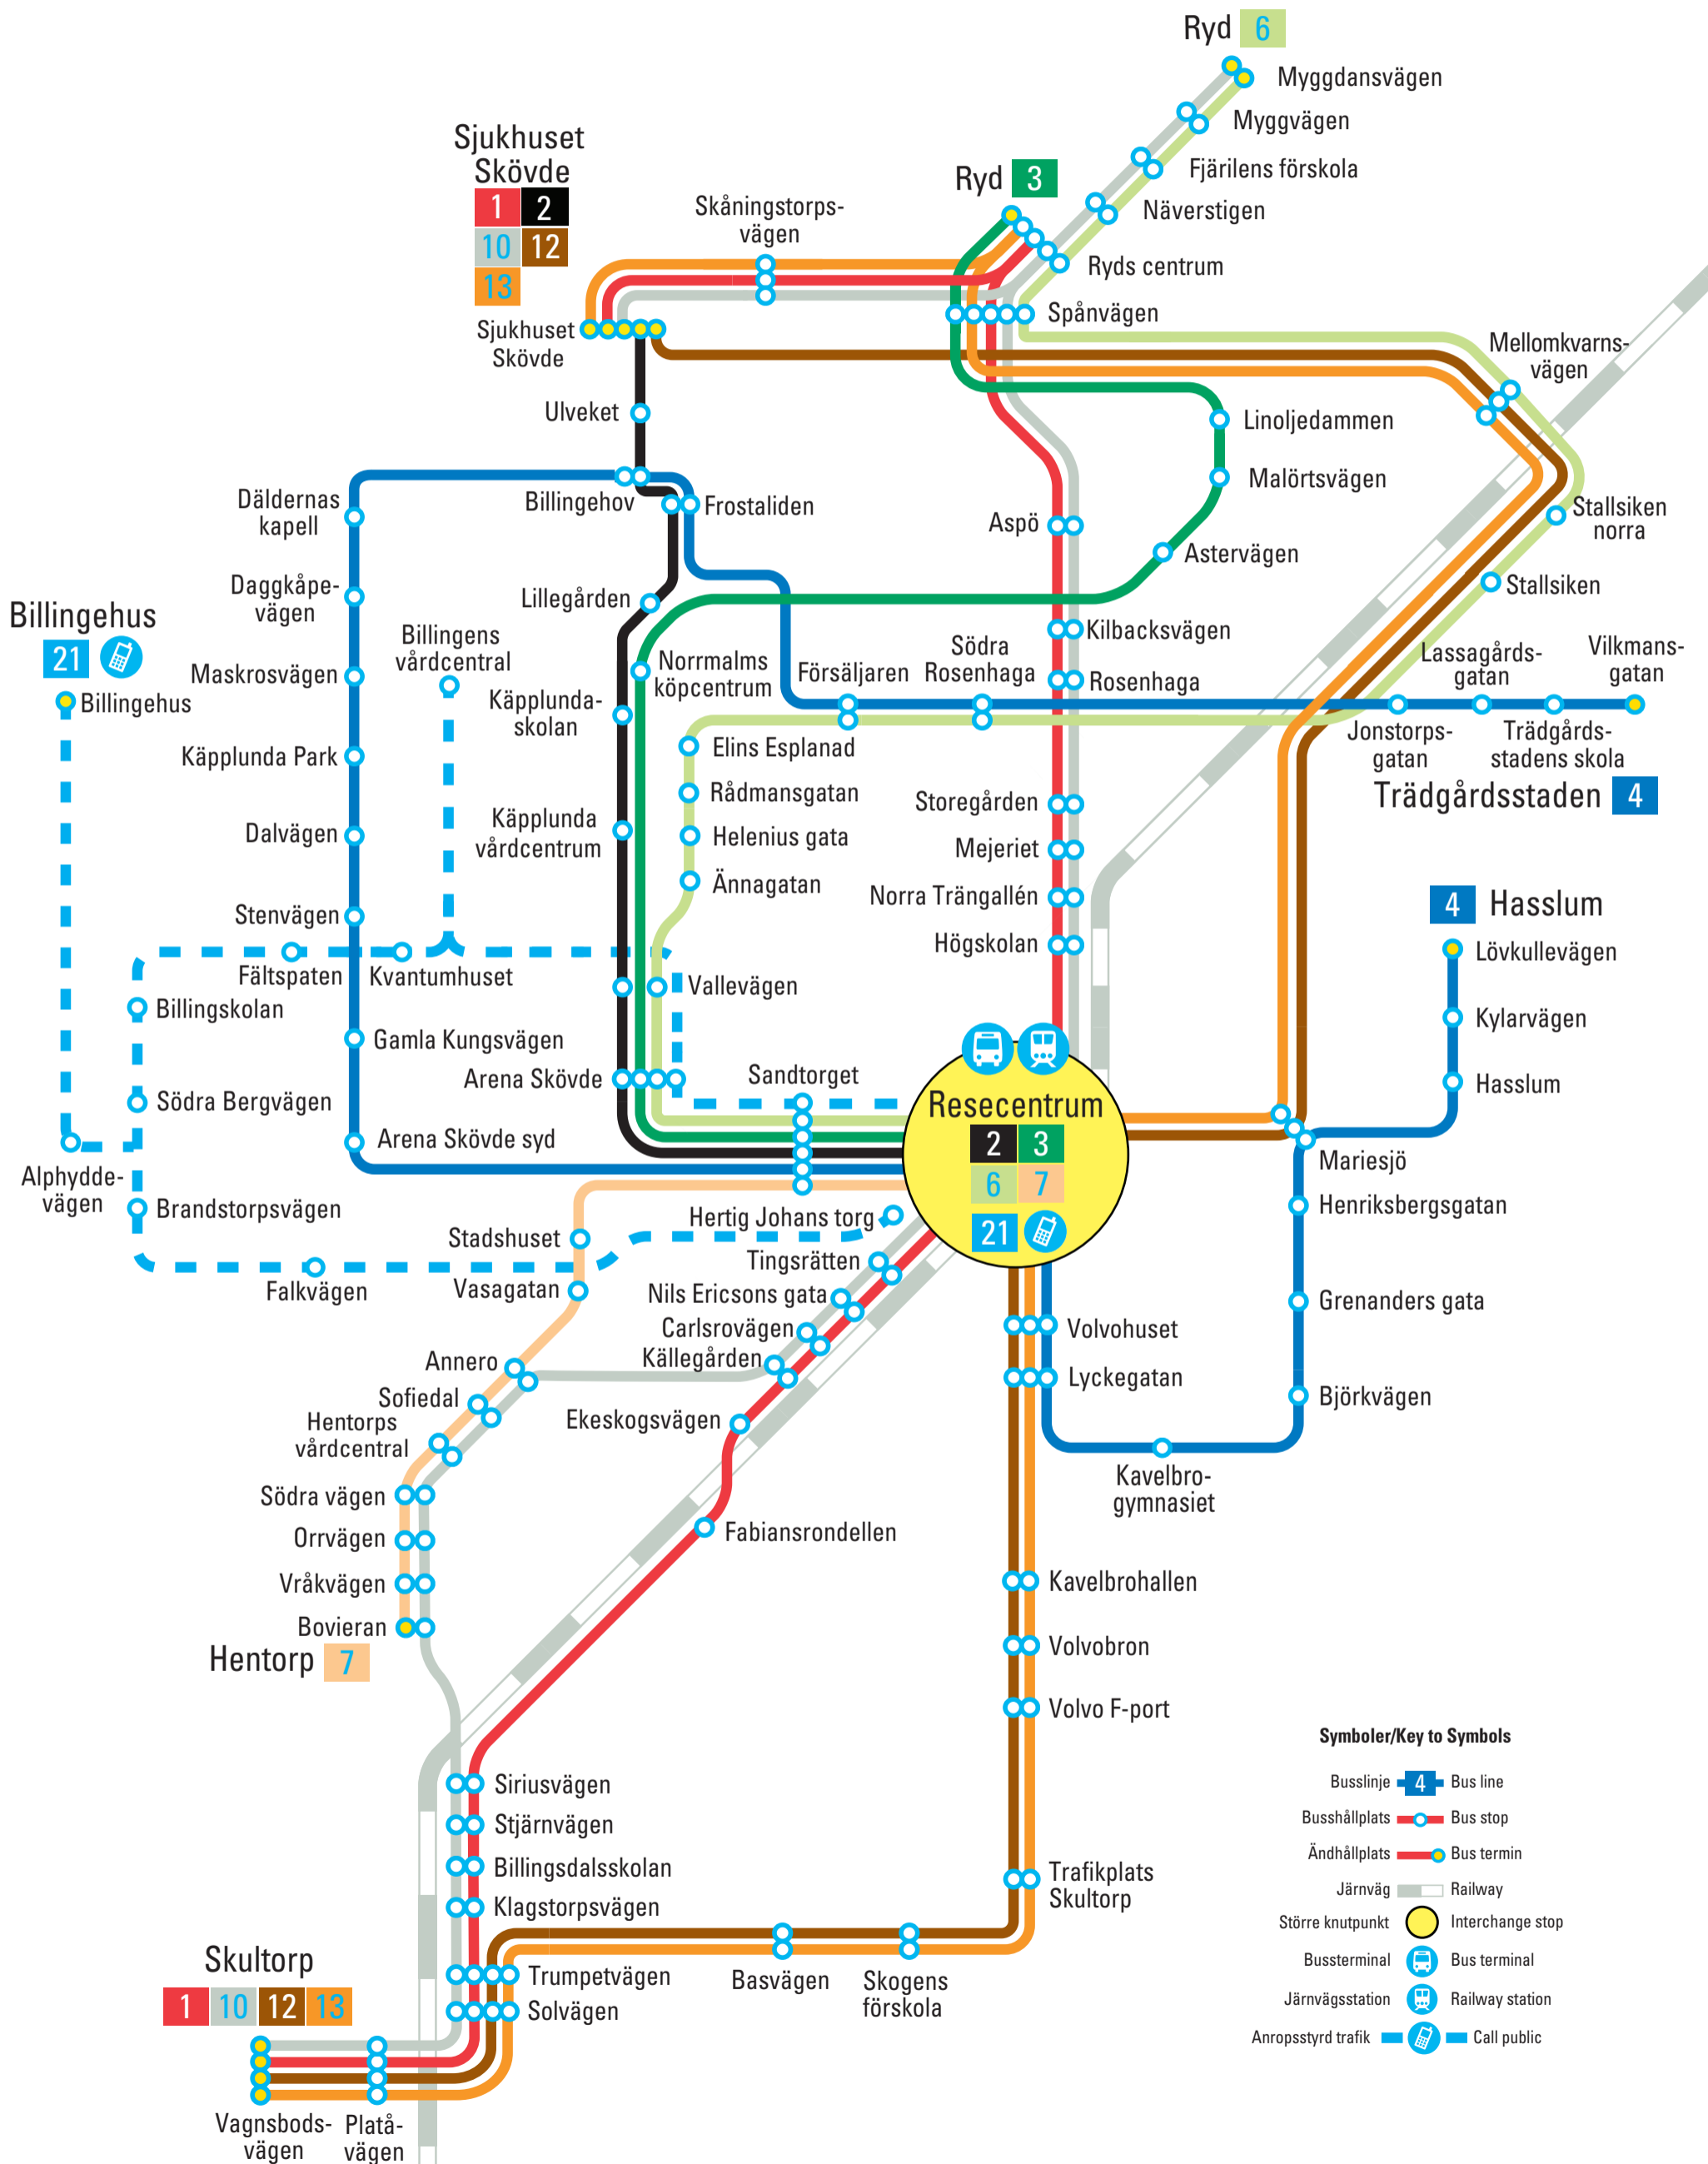 Ryd 6
Myggdansvägen
Myggvägen
Fjärilens förskola
Näverstigen
Ryds centrum
Sjukhuset
Skövde
1 2
10 12
13
Sjukhuset
Skövde
Skåningstorps-
vägen
Ryd 3
Spånvägen
Mellomkvarns-
vägen
Ulveket
Linoljedammen
Malörtsvägen
Astervägen
Aspö
Stallsiken
norra
Stallsiken
Däldernas
kapell
Billingehov
Frostaliden
Daggkåpe-
vägen
Lillegården
Billingehus
21
Billingehus
Billingens
vårdcentral
Maskrosvägen
Norrmalms
köpcentrum
Käpplunda-
skolan
Försäljaren
Södra
Rosenhaga
Kilbacksvägen
Rosenhaga
Lassagårds-
gatan
Vilkmans-
gatan
Jonstorps-
gatan
Trädgårds-
stadens skola
Trädgårdsstaden 4
Käpplunda Park
Elins Esplanad
Rådmansgatan
Helenius gata
Ännagatan
Käpplunda
vårdcentrum
Dalvägen
Storegården
Mejeriet
Norra Trängallén
Högskolan
Stenvägen
Fältspaten
Kvantumhuset
Vallevägen
4 Hasslum
Lövkullevägen
Kylarvägen
Hasslum
Billingskolan
Gamla Kungsvägen
Arena Skövde
Sandtorget
Södra Bergvägen
Arena Skövde syd
Resecentrum
2 3
6 7
21
Mariesjö
Henriksbergsgatan
Grenanders gata
Björkvägen
Alphydde-
vägen
Brandstorpsvägen
Stadshuset
Hertig Johans torg
Falkvägen
Vasagatan
Tingsrätten
Nils Ericsons gata
Carlsrovägen
Källegården
Volvohuset
Lyckegatan
Annero
Sofiedal
Hentorps
vårdcentral
Ekeskogsvägen
Kavelbro-
gymnasiet
Södra vägen
Orrvägen
Vråkvägen
Bovieran
Hentorp 7
Fabiansrondellen
Kavelbrohallen
Volvobron
Volvo F-port
Siriusvägen
Stjärnvägen
Billingsdalsskolan
Klagstorpsvägen
Trafikplats
Skultorp
Skultorp
1 10 12 13
Trumpetvägen
Solvägen
Basvägen
Skogens
förskola
Vagnsbods-
vägen
Platå-
vägen
Symboler/Key to Symbols
Busslinje 4 Bus line
Busshållplats Bus stop
Ändhållplats Bus termin
Järnväg Railway
Större knutpunkt Interchange stop
Bussterminal Bus terminal
Järnvägsstation Railway station
Anropsstyrd trafik Call public